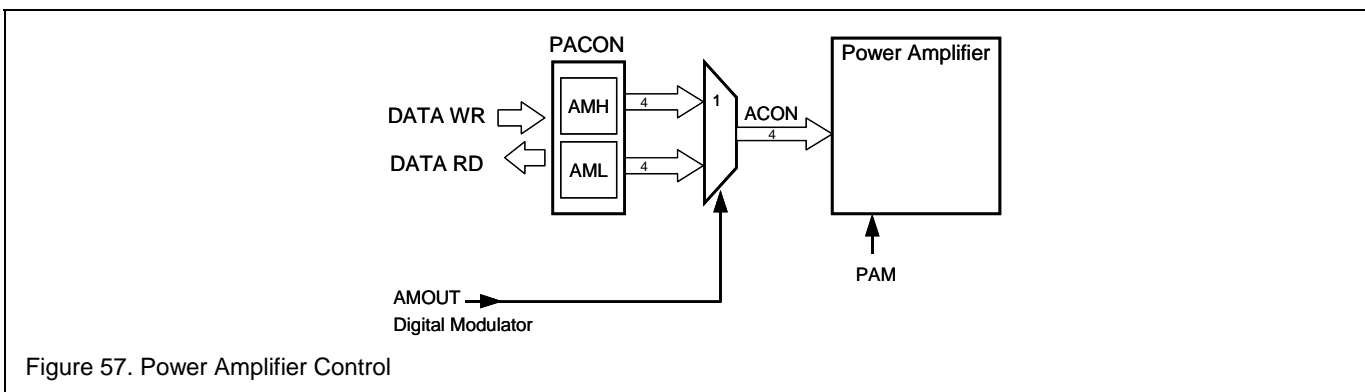 PACON
Power Amplifier
AMH
4
1
DATA WR
ACON
4
DATA RD
AML
4
PAM
AMOUT
Digital Modulator
Figure 57. Power Amplifier Control